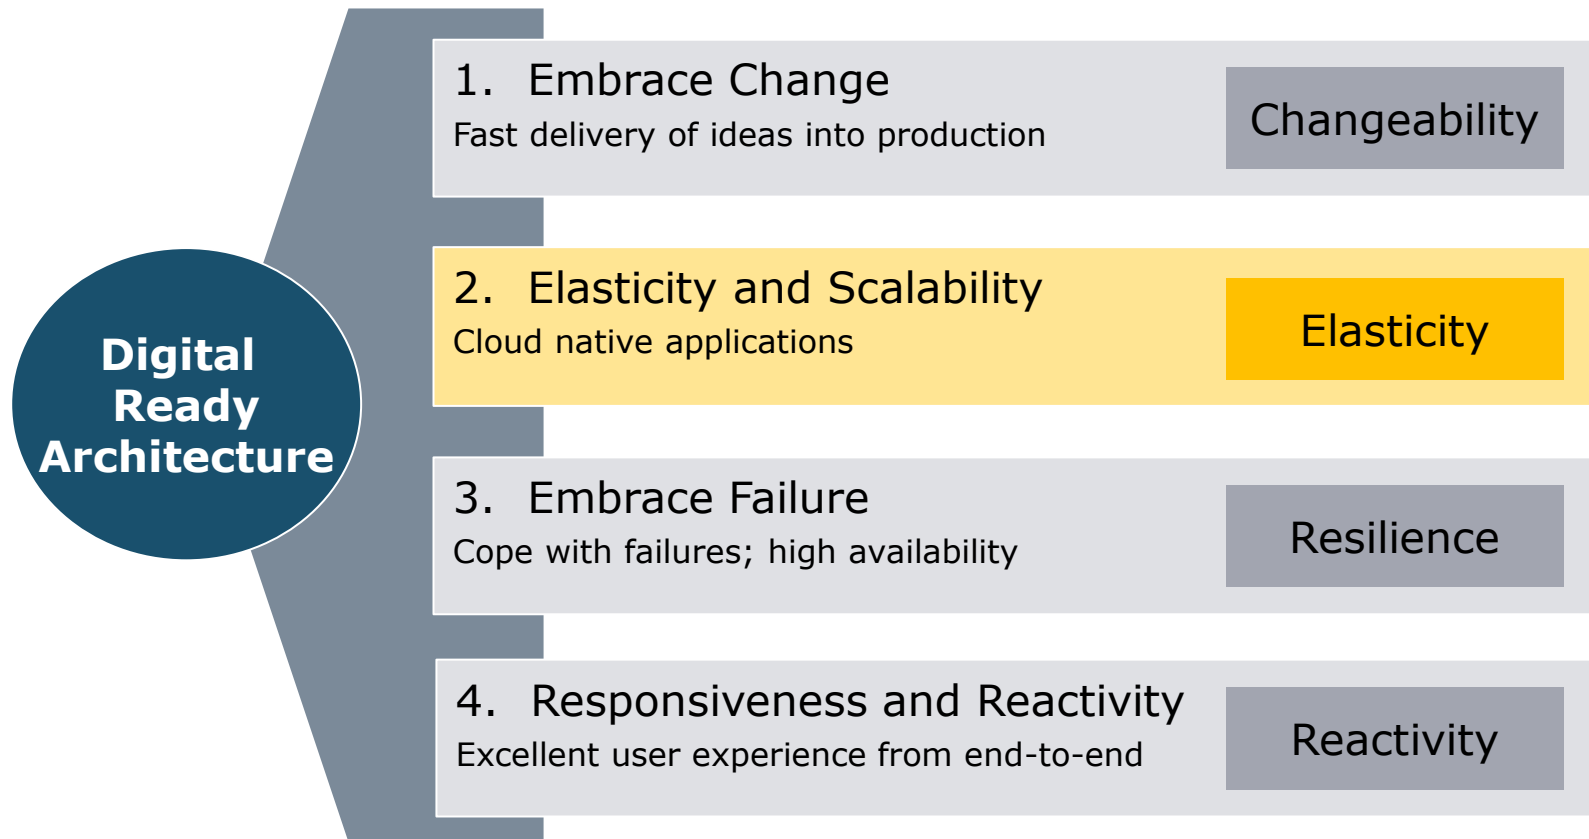 Digital
Ready
Architecture
1. Embrace Change
Fast delivery of ideas into production
Changeability
2. Elasticity and Scalability
Cloud native applications
Elasticity
3. Embrace Failure
Cope with failures; high availability
Resilience
4. Responsiveness and Reactivity
Excellent user experience from end-to-end
Reactivity